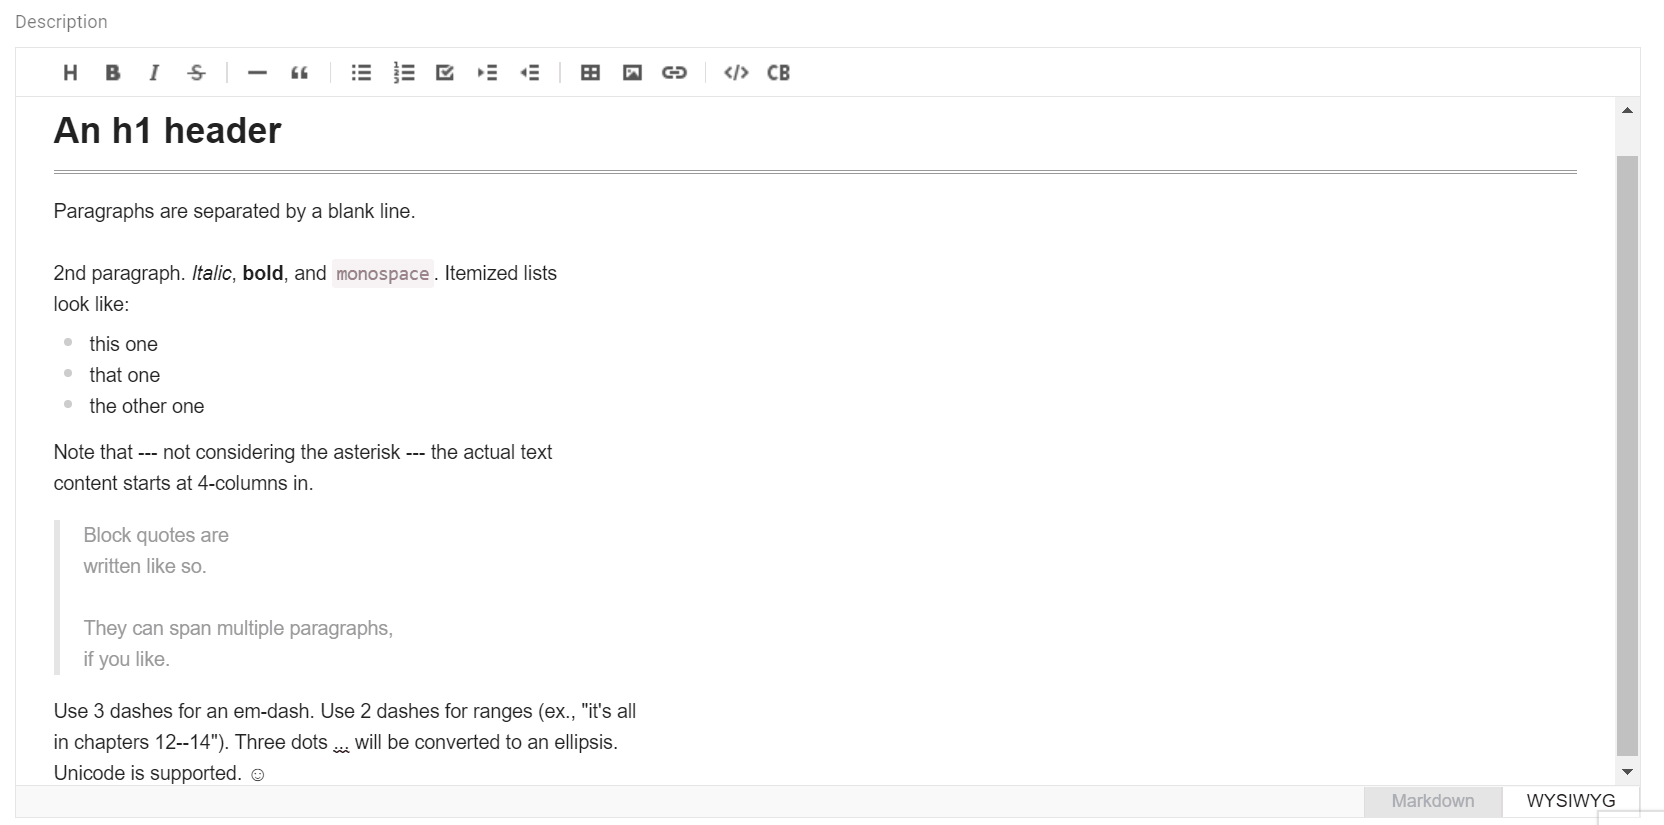 Description
H B I S — “ </> CB
An h1 header
Paragraphs are separated by a blank line.
2nd paragraph. Italic, bold, and monospace. Itemized lists
look like:
this one
that one
the other one
Note that --- not considering the asterisk --- the actual text
content starts at 4-columns in.
Block quotes are
written like so.
They can span multiple paragraphs,
if you like.
Use 3 dashes for an em-dash. Use 2 dashes for ranges (ex., "it's all
in chapters 12--14"). Three dots ... will be converted to an ellipsis.
Unicode is supported. ☺
Markdown WYSIWYG